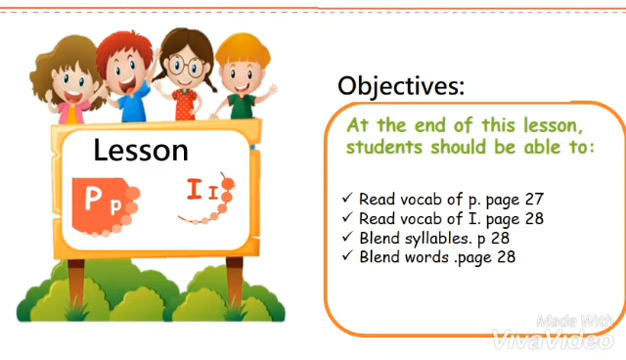 Lesson
P p
I I
Objectives:
At the end of this lesson,
students should be able to:
✓ Read vocab of p. page 27
✓ Read vocab of I. page 28
✓ Blend syllables. p 28
✓ Blend words .page 28
Made With
VivaVideo